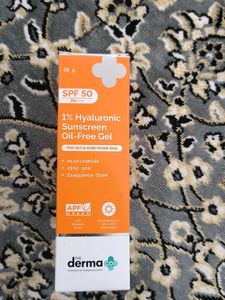 50 g
SPF 50
PA++++
1% Hyaluronic
Sunscreen
Oil-Free Gel
FOR OILY & ACNE PRONE SKIN
• niacinamide
• zinc pca
• fragrance-free
APF
the
derma
co